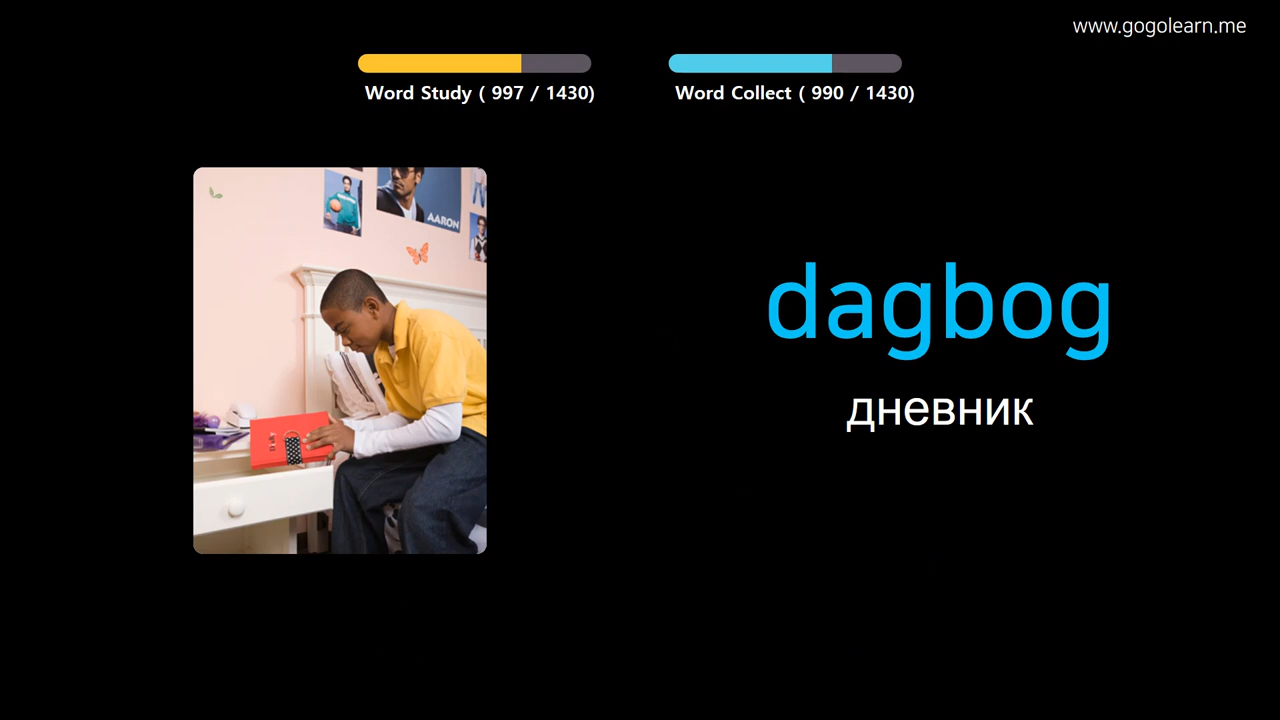 www.gogolearn.me
Word Study ( 997 / 1430)
Word Collect ( 990 / 1430)
AARON
dagbog
дневник